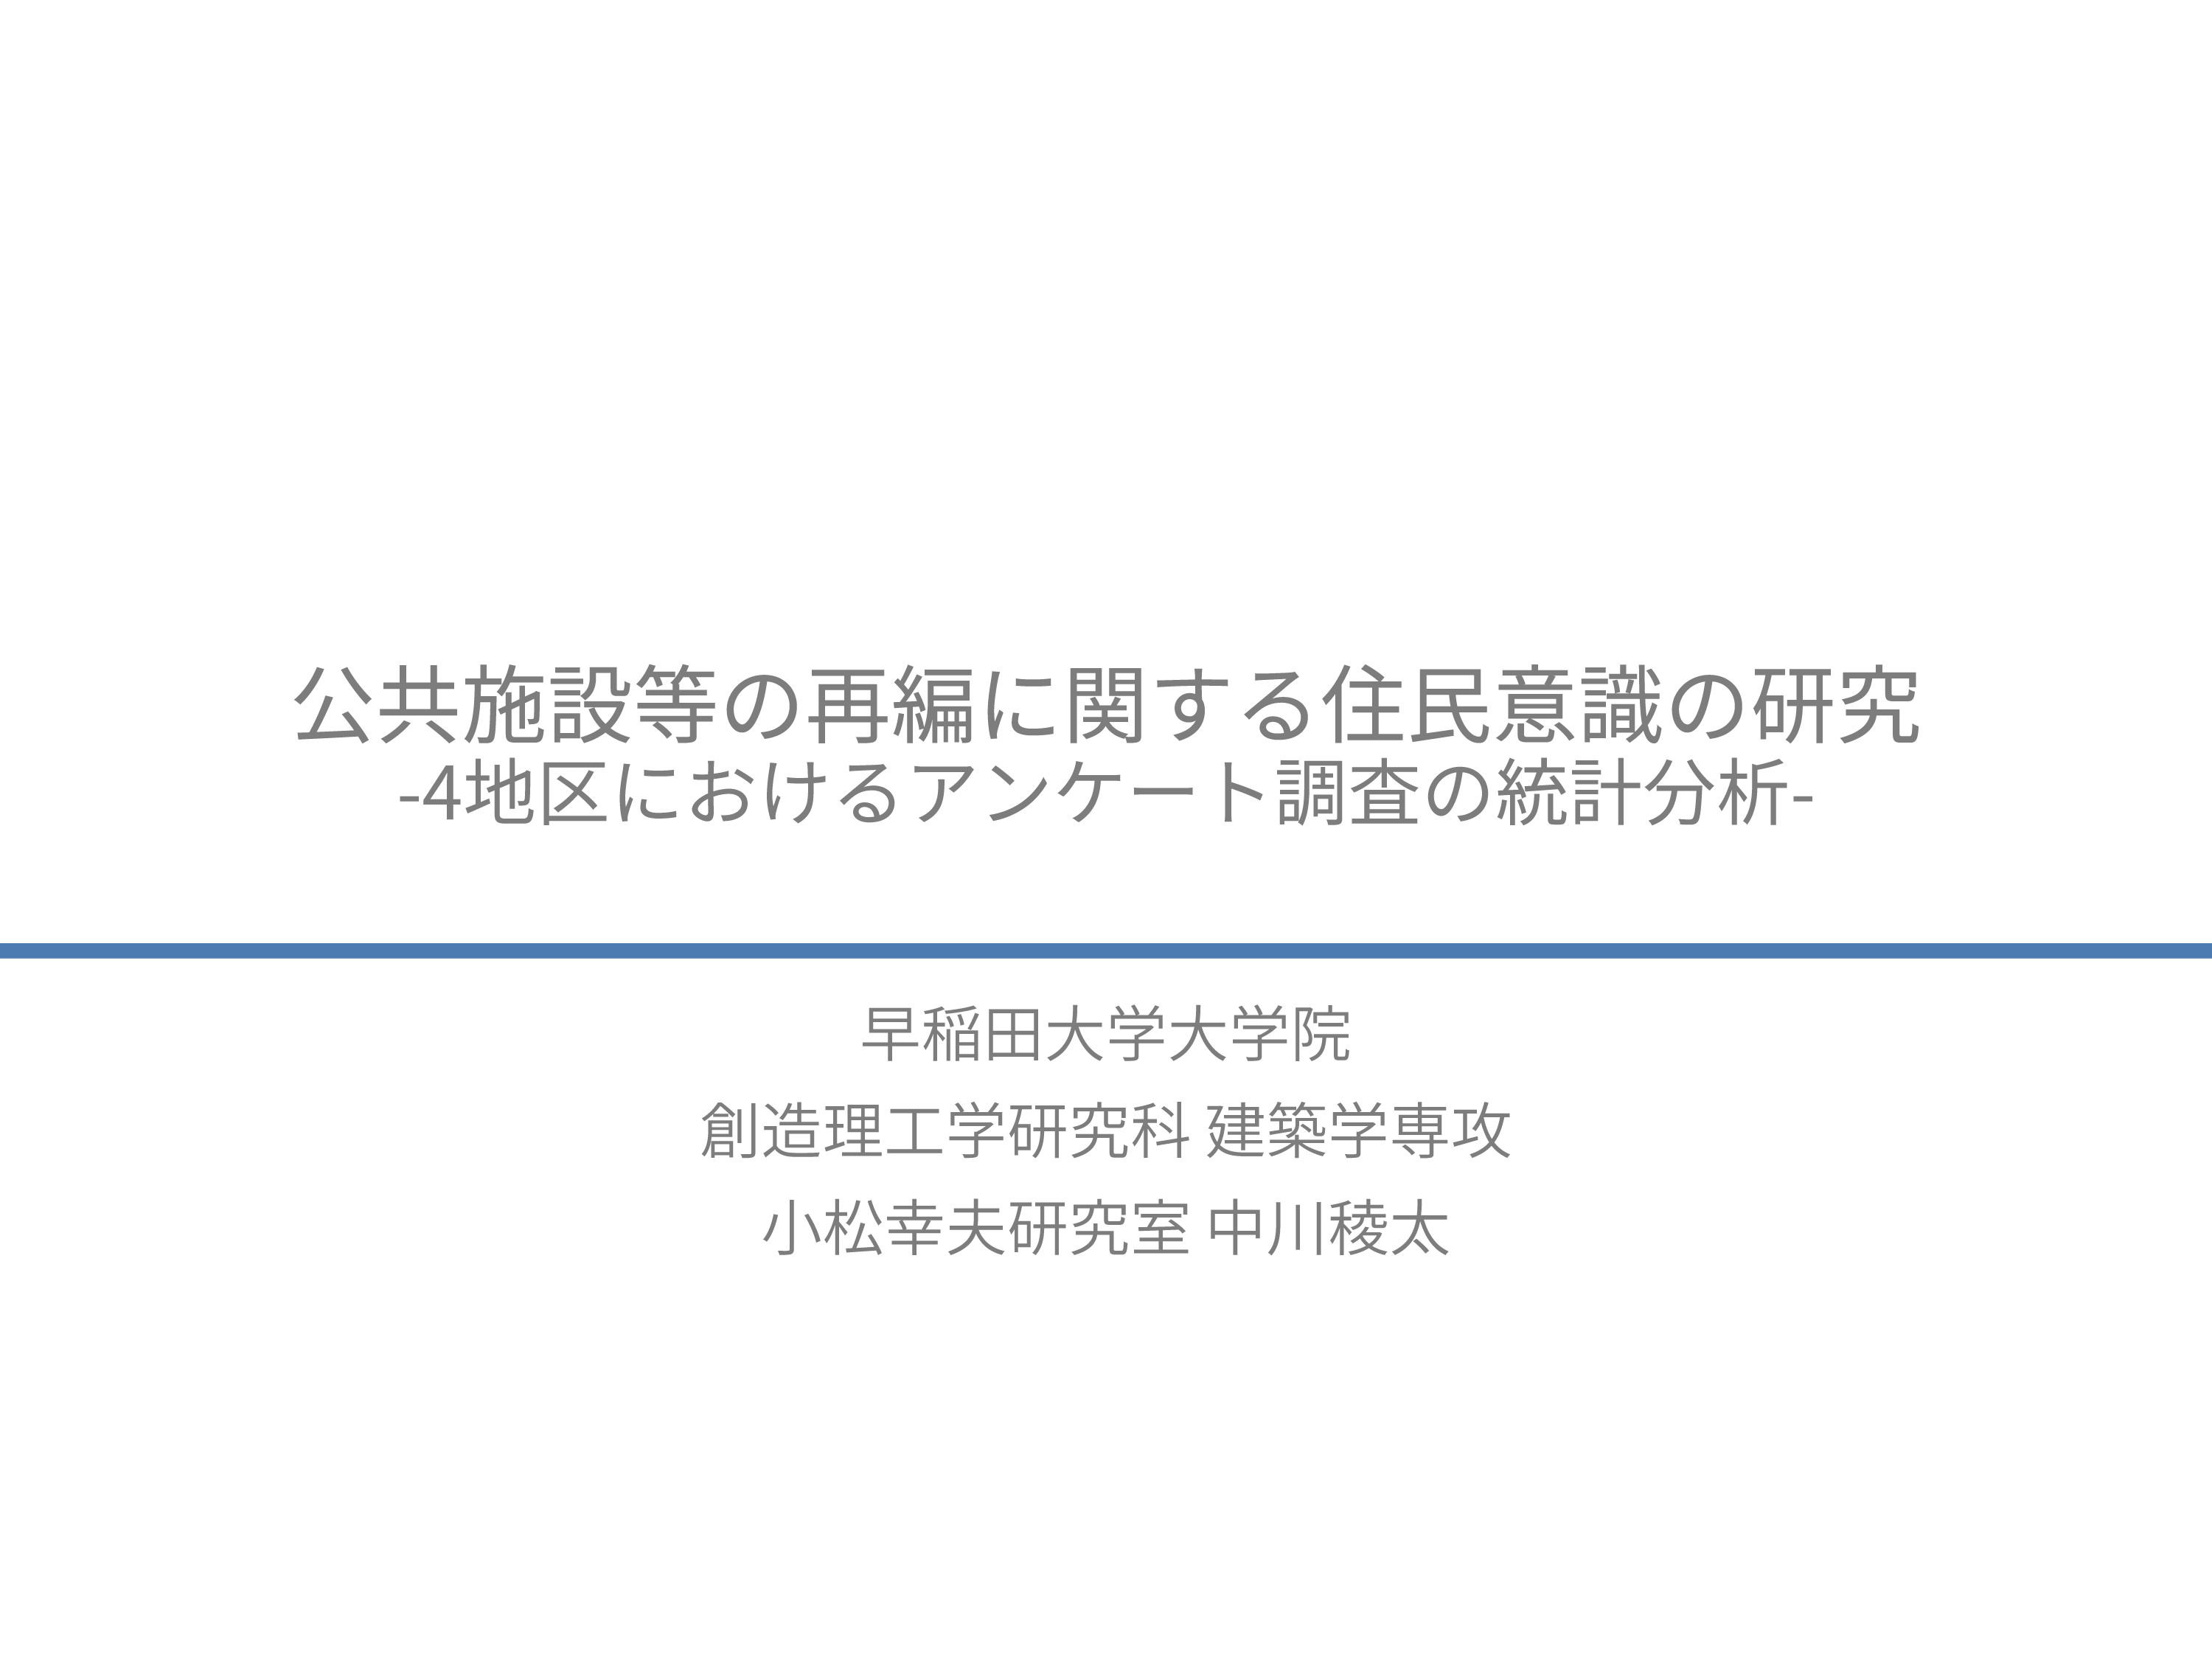 公共施設等の再編に関する住民意識の研究
-4地区におけるアンケート調査の統計分析-
早稲田大学大学院
創造理工学研究科 建築学専攻
小松幸夫研究室 中川稜太